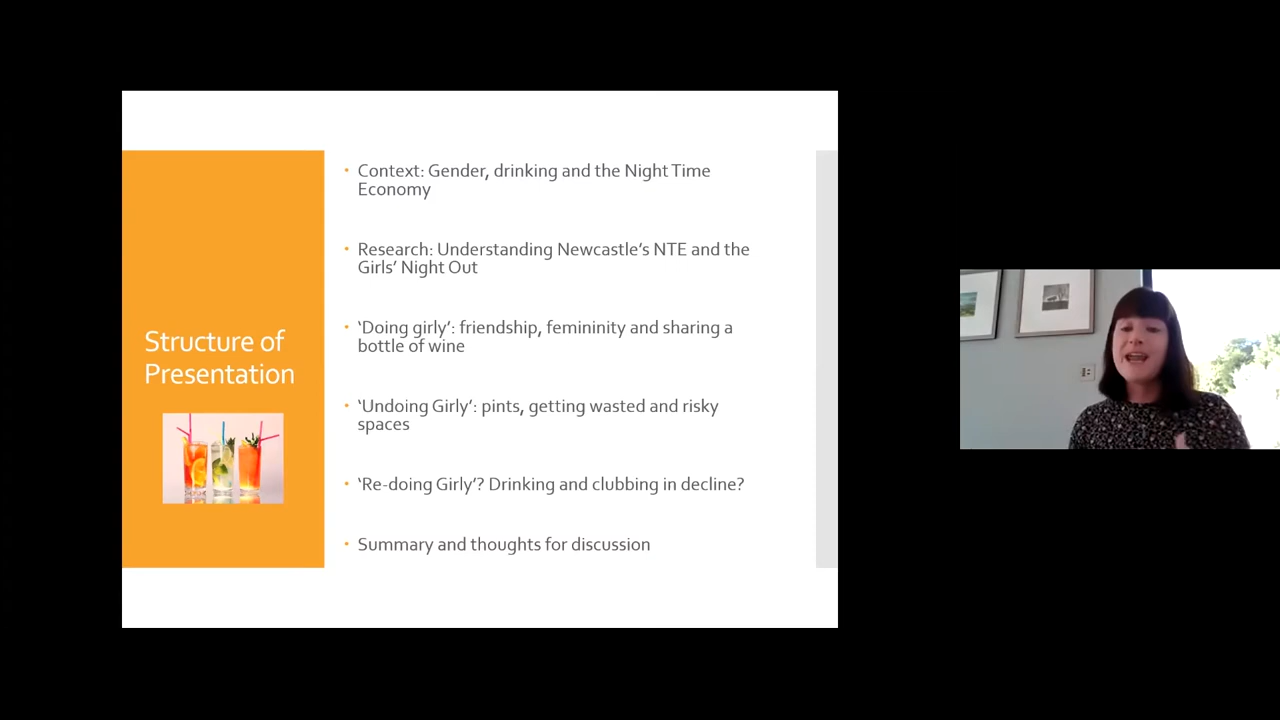 Structure of
Presentation
• Context: Gender, drinking and the Night Time
Economy
• Research: Understanding Newcastle’s NTE and the
Girls’ Night Out
• ‘Doing girly’: friendship, femininity and sharing a
bottle of wine
• ‘Undoing Girly’: pints, getting wasted and risky
spaces
• ‘Re-doing Girly’? Drinking and clubbing in decline?
• Summary and thoughts for discussion